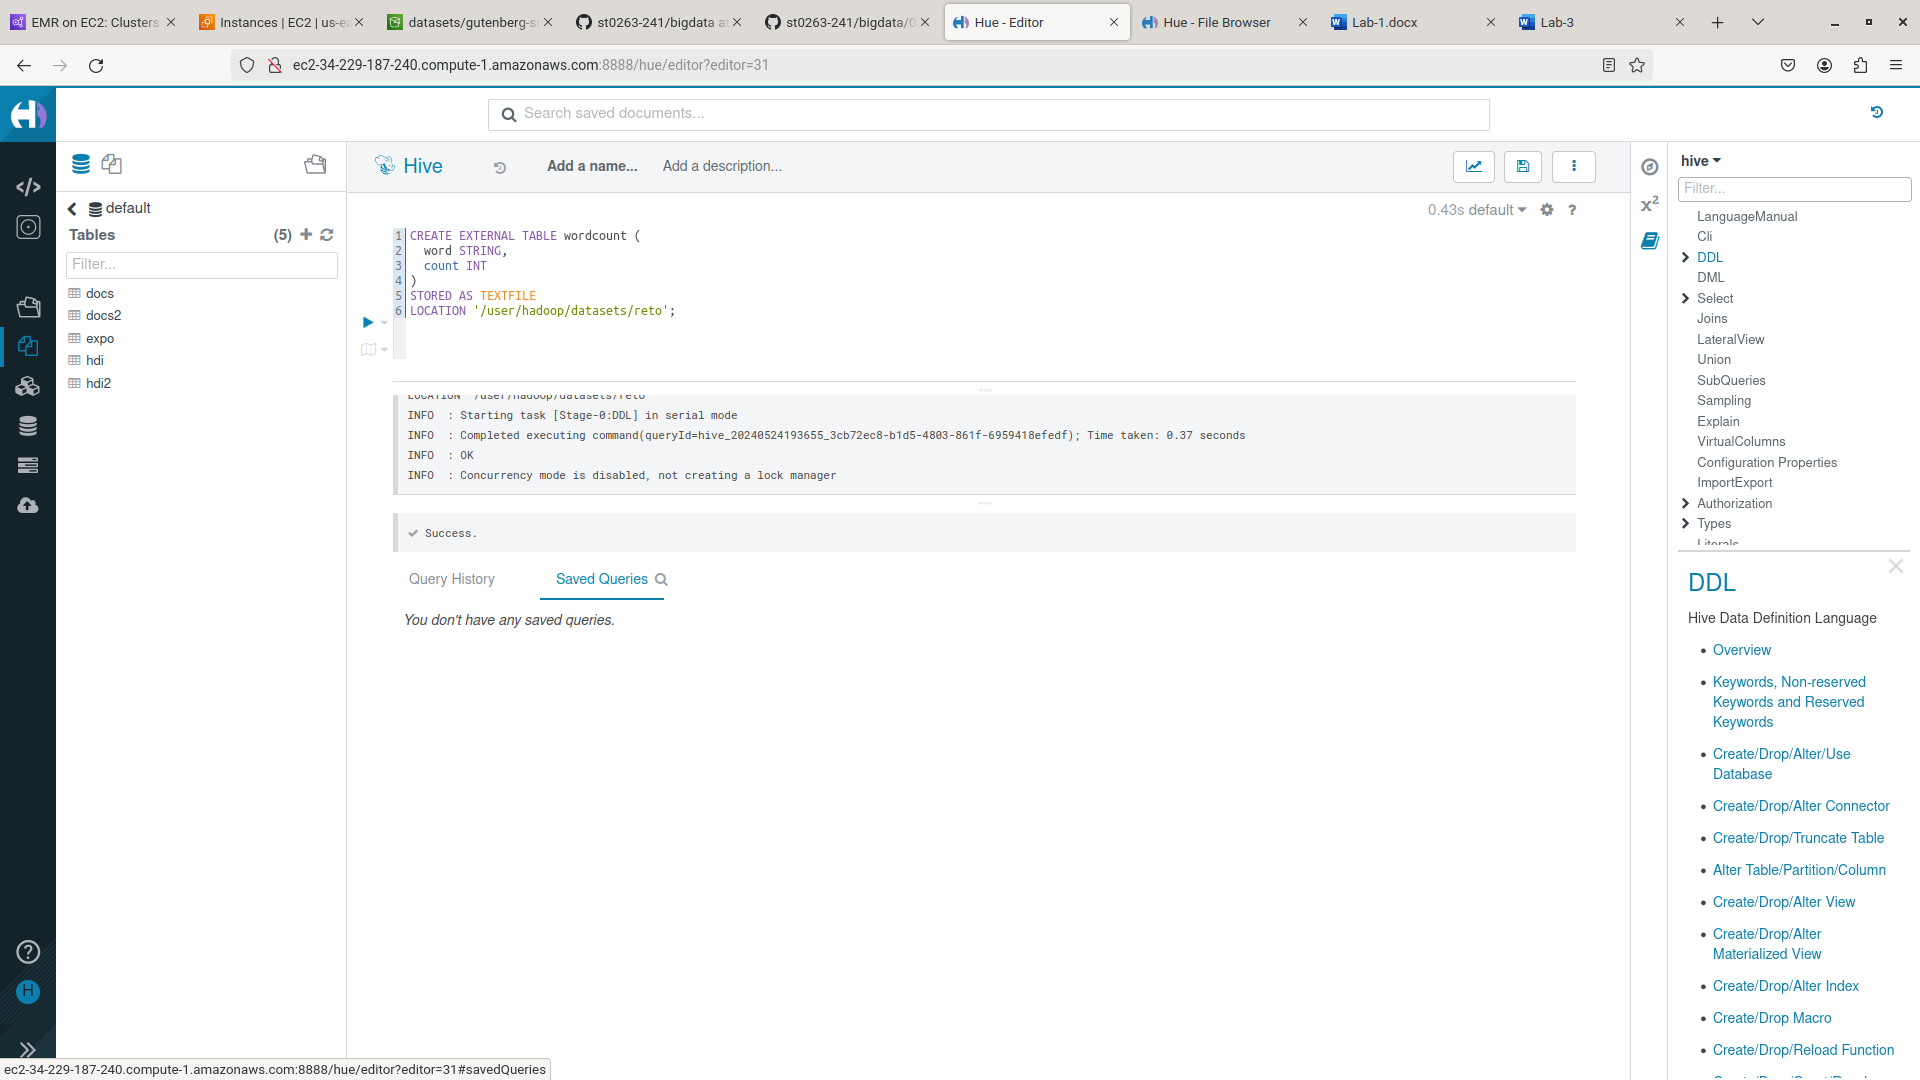 EMR on EC2: Clusters
Instances | EC2 | us-ea
datasets/gutenberg-s
st0263-241/bigdata at
st0263-241/bigdata/0
Hue - Editor
Hue - File Browser
Lab-1.docx
Lab-3
ec2-34-229-187-240.compute-1.amazonaws.com:8888/hue/editor?editor=31
Search saved documents...
default
Tables
(5)
Filter...
docs
docs2
expo
hdi
hdi2
Hive
Add a name...
Add a description...
0.43s default
?
1 CREATE EXTERNAL TABLE wordcount (
2 word STRING,
3 count INT
4 )
5 STORED AS TEXTFILE
6 LOCATION '/user/hadoop/datasets/reto';
LOCATION '/user/hadoop/datasets/reto'
INFO : Starting task [Stage-0:DDL] in serial mode
INFO : Completed executing command(queryId=hive_20240524193655_3cb72ec8-b1d5-4803-861f-6959418efedf); Time taken: 0.37 seconds
INFO : OK
INFO : Concurrency mode is disabled, not creating a lock manager
Success.
Query History
Saved Queries
You don't have any saved queries.
hive
Filter...
LanguageManual
Cli
DDL
DML
Select
Joins
LateralView
Union
SubQueries
Sampling
Explain
VirtualColumns
Configuration Properties
ImportExport
Authorization
Types
Literals
DDL
Hive Data Definition Language
Overview
Keywords, Non-reserved
Keywords and Reserved
Keywords
Create/Drop/Alter/Use
Database
Create/Drop/Alter Connector
Create/Drop/Truncate Table
Alter Table/Partition/Column
Create/Drop/Alter View
Create/Drop/Alter
Materialized View
Create/Drop/Alter Index
Create/Drop Macro
Create/Drop/Reload Function
H
ec2-34-229-187-240.compute-1.amazonaws.com:8888/hue/editor?editor=31#savedQueries